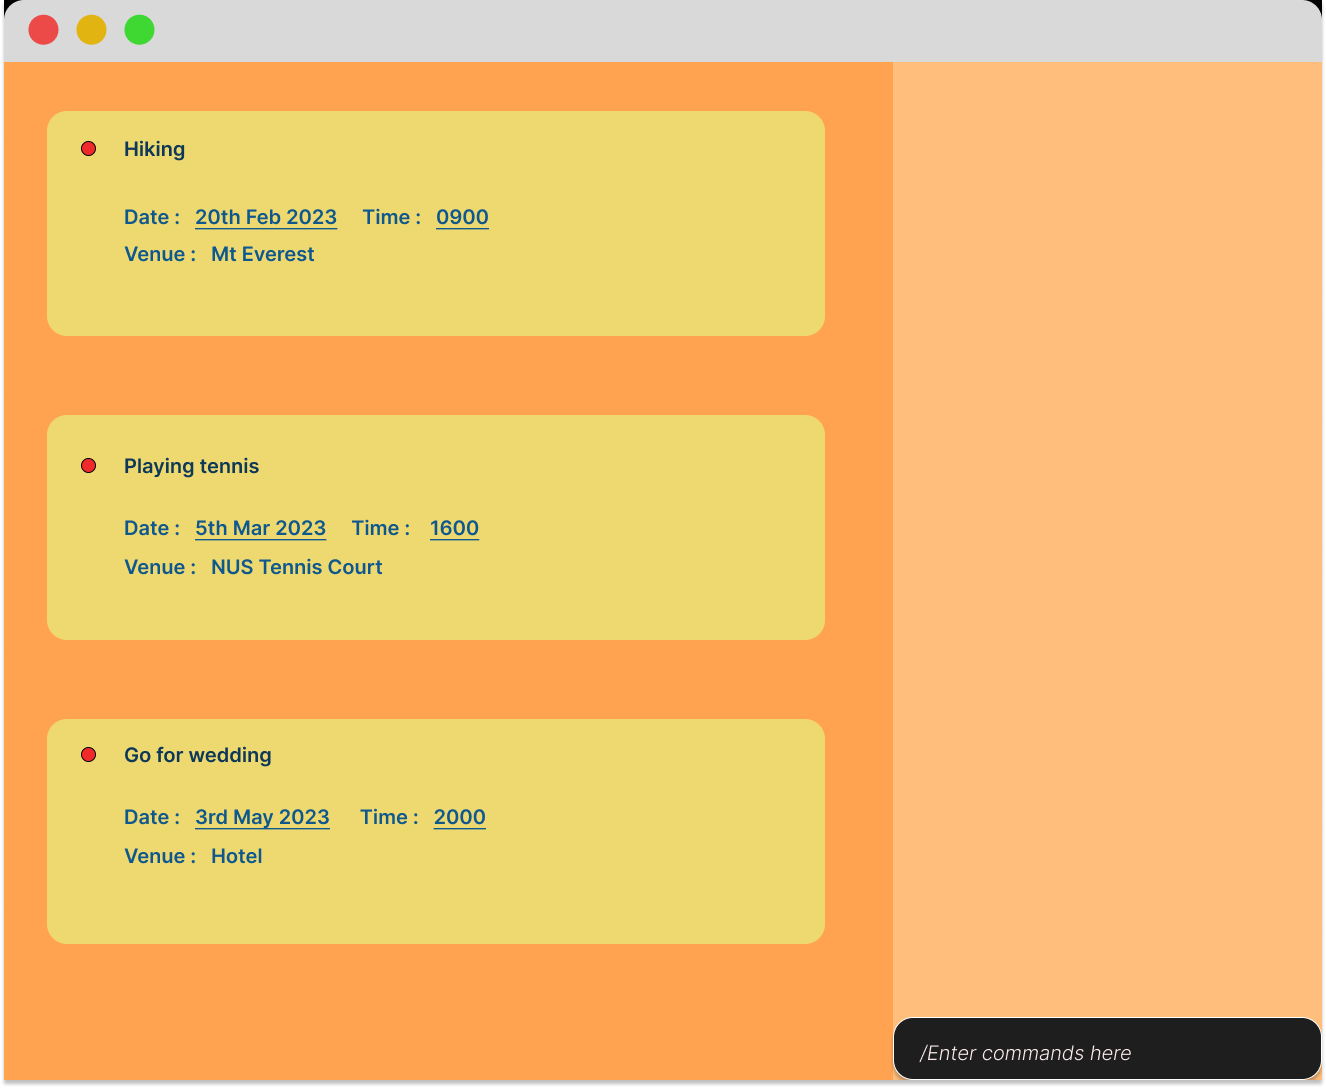 Hiking
Date : 20th Feb 2023 Time : 0900
Venue : Mt Everest
Playing tennis
Date : 5th Mar 2023 Time : 1600
Venue : NUS Tennis Court
Go for wedding
Date : 3rd May 2023 Time : 2000
Venue : Hotel
/Enter commands here